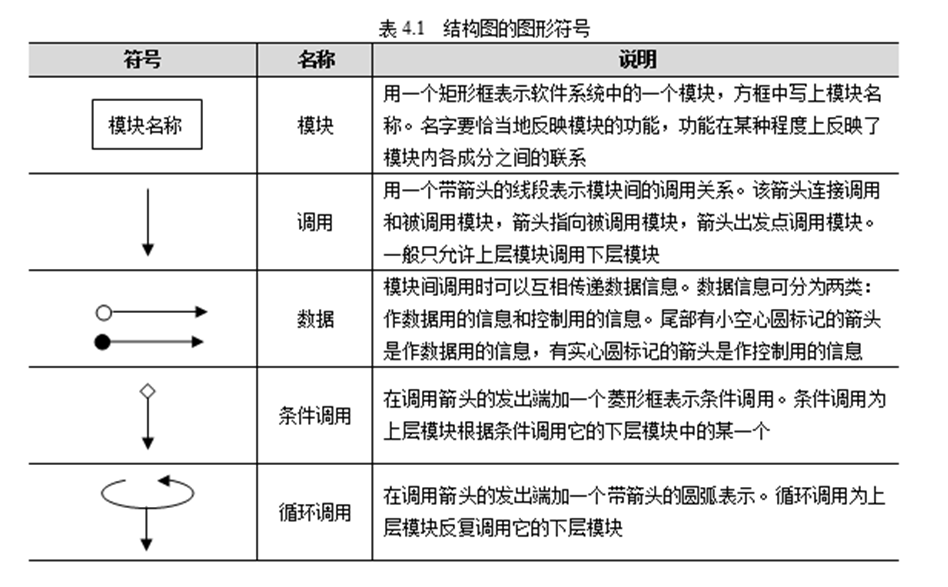 表 4.1 结构图的图形符号
符号 名称 说明
模块名称
模块
用一个矩形框表示软件系统中的一个模块，方框中写上模块名
称。名字要恰当地反映模块的功能，功能在某种程度上反映了
模块内各成分之间的联系
调用
用一个带箭头的线段表示模块间的调用关系。该箭头连接调用
和被调用模块，箭头指向被调用模块，箭头出发点调用模块。
一般只允许上层模块调用下层模块
数据
模块间调用时可以互相传递数据信息。数据信息可分为两类：
作数据用的信息和控制用的信息。尾部有小空心圆标记的箭头
是作数据用的信息，有实心圆标记的箭头是作控制用的信息
条件调用
在调用箭头的发出端加一个菱形框表示条件调用。条件调用为
上层模块根据条件调用它的下层模块中的某一个
循环调用
在调用箭头的发出端加一个带箭头的圆弧表示。循环调用为上
层模块反复调用它的下层模块